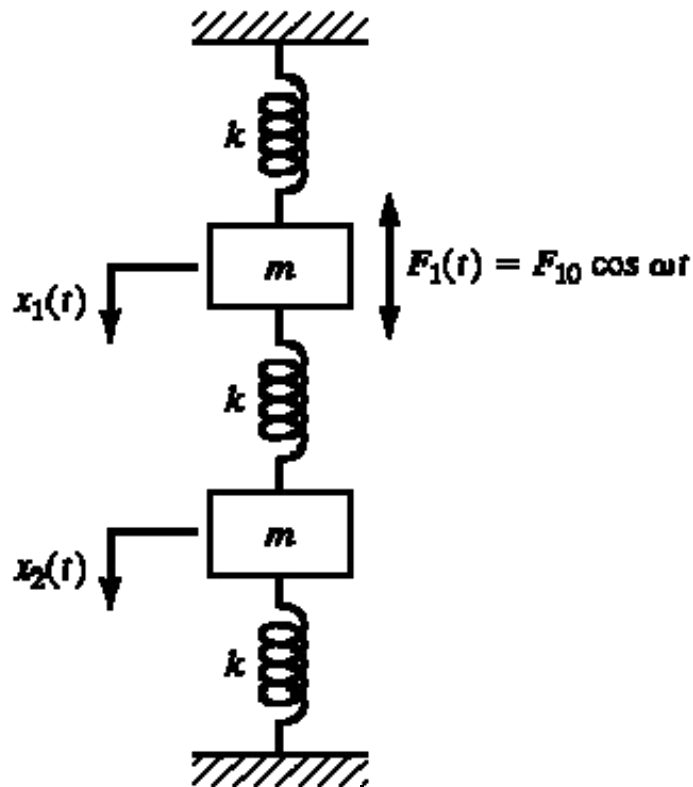 k
m
F₁(t) = F₁₀ cos ωt
x₁(t)
k
m
x₂(t)
k